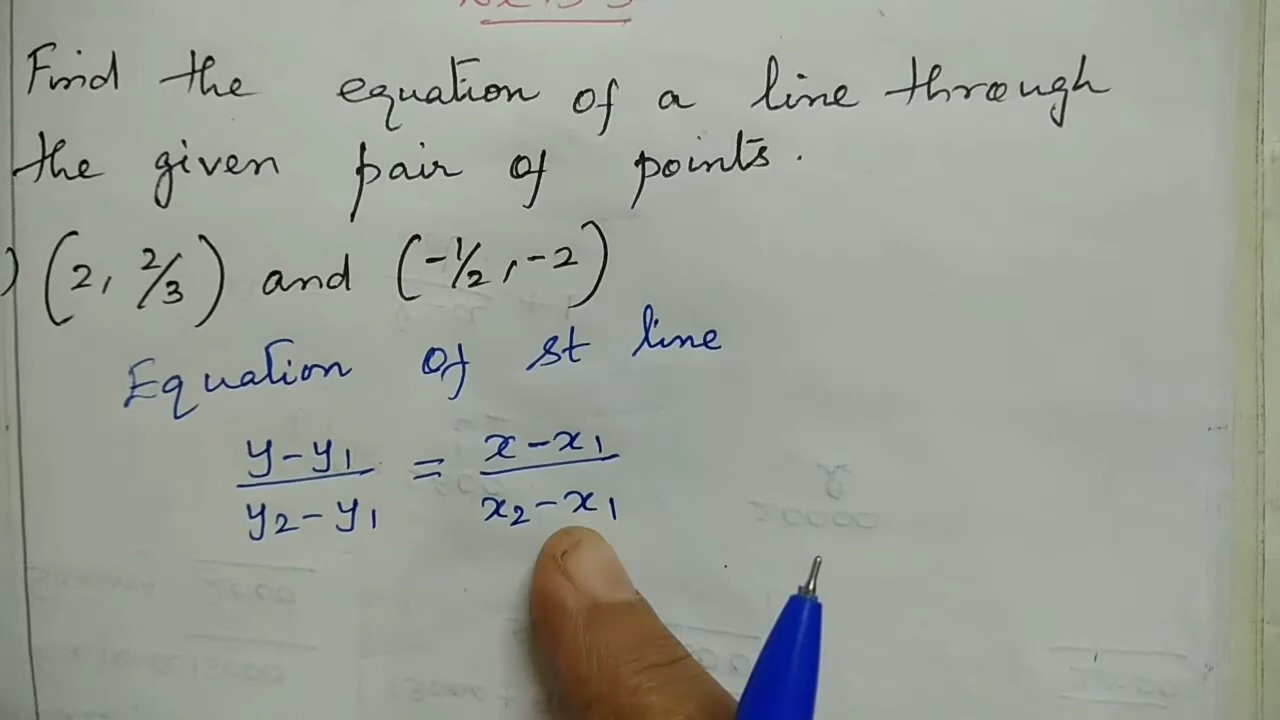 Find the equation of a line through
the given pair of points.
) (2, 2/3) and (-1/2, -2)
Equation of st line
y-y1 / y2-y1 = x-x1 / x2-x1